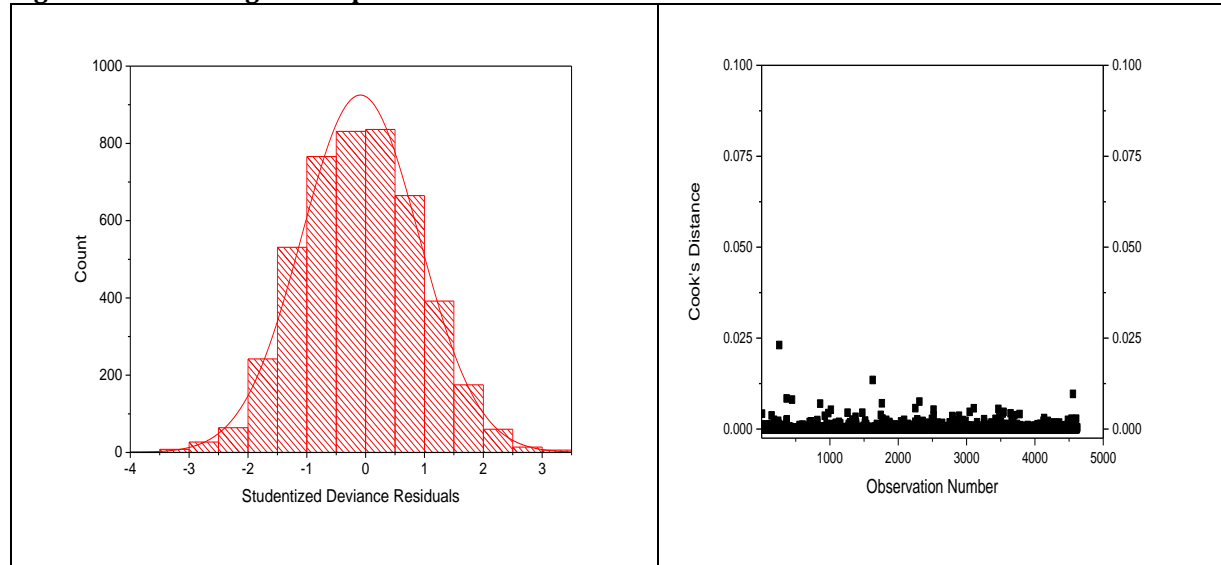 1000
800
600
400
200
0
-4 -3 -2 -1 0 1 2 3
Count
Studentized Deviance Residuals
0.100 0.100
0.075 0.075
0.050 0.050
0.025 0.025
0.000 0.000
1000 2000 3000 4000 5000
Cook's Distance
Observation Number